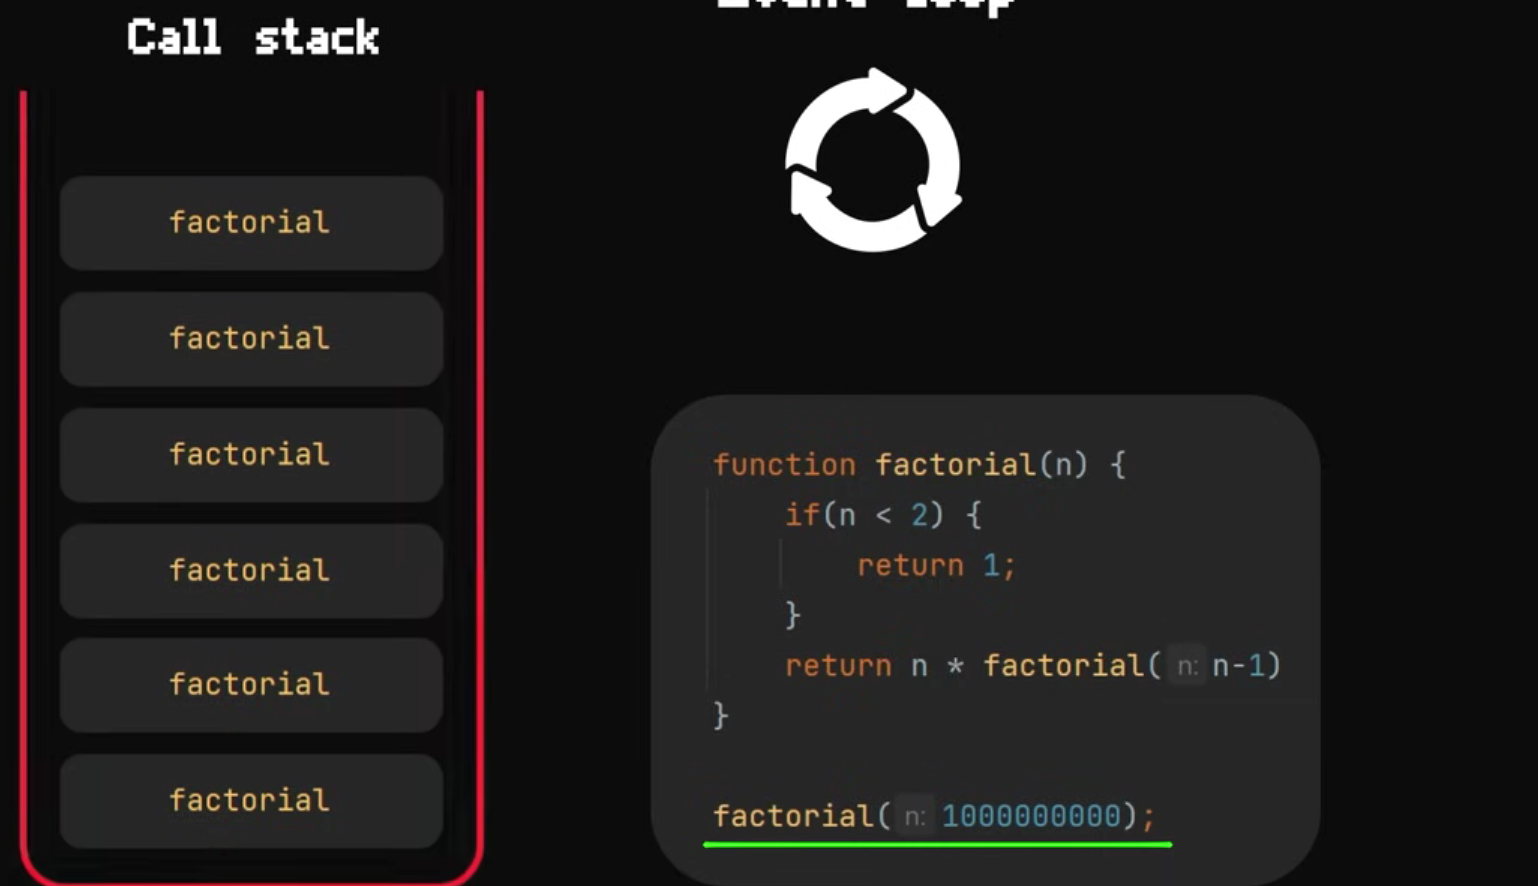 Call stack
factorial
factorial
factorial
factorial
factorial
factorial
function factorial(n) {
if(n < 2) {
return 1;
}
return n * factorial( n: n-1)
}
factorial( n: 1000000000);